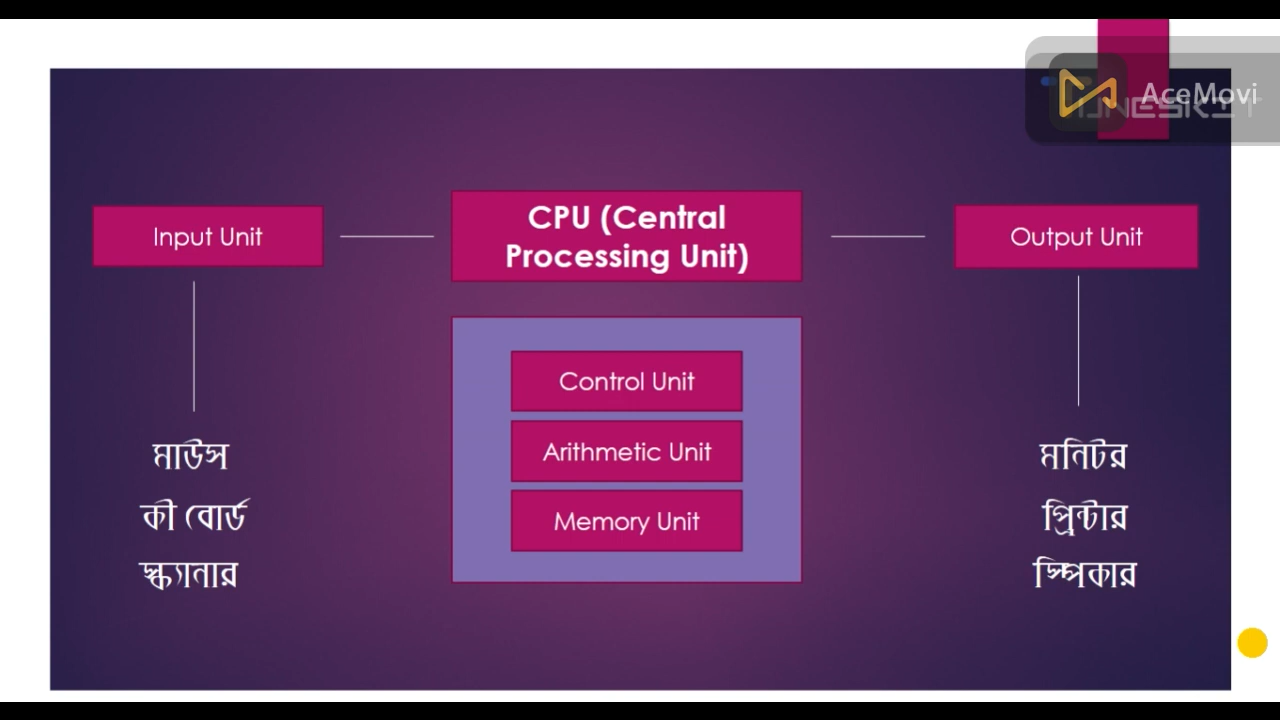 AceMovi
Input Unit
CPU (Central
Processing Unit)
Output Unit
Control Unit
Arithmetic Unit
Memory Unit
মাউস
কী বোর্ড
স্ক্যানার
মনিটর
প্রিন্টার
স্পিকার